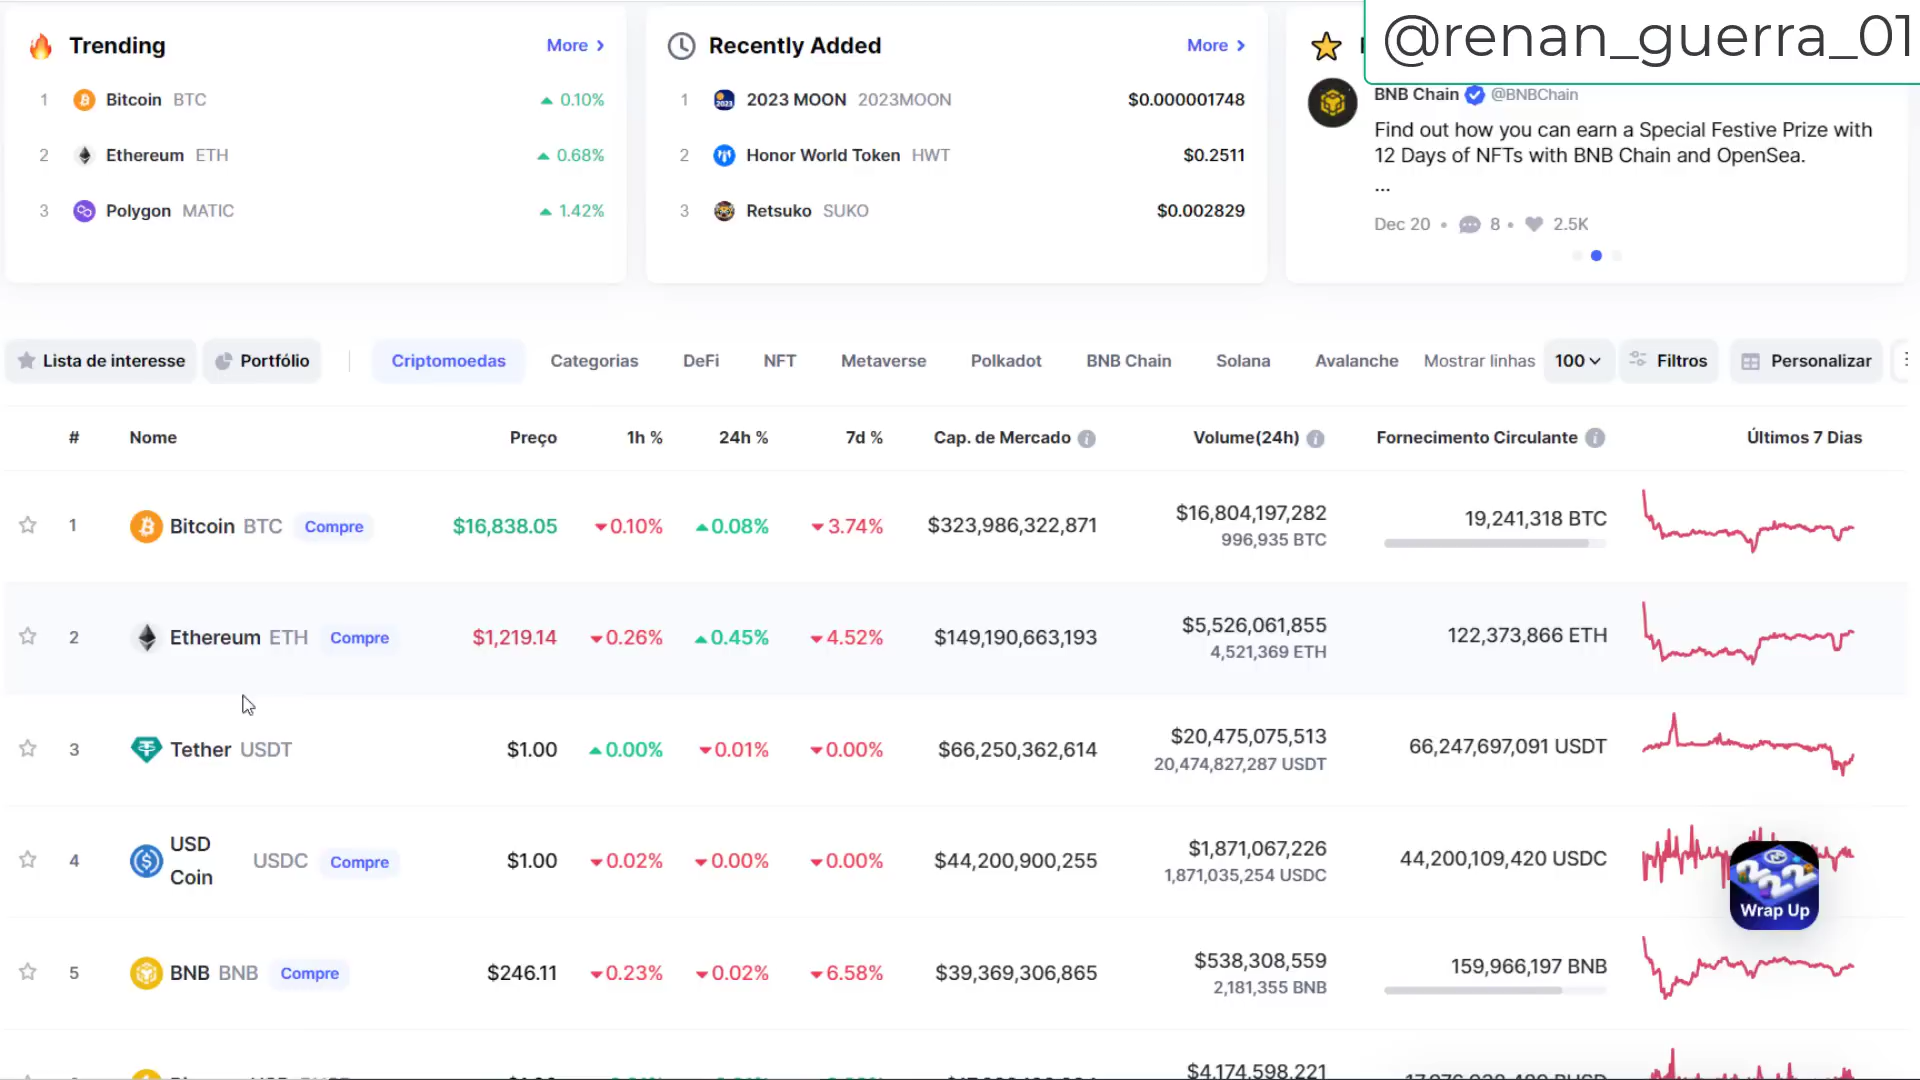 @renan_guerra_01
Trending
More
1 Bitcoin BTC 0.10%
2 Ethereum ETH 0.68%
3 Polygon MATIC 1.42%
Recently Added
More
1 2023 MOON 2023MOON $0.000001748
2 Honor World Token HWT $0.2511
3 Retsuko SUKO $0.002829
BNB Chain @BNBChain
Find out how you can earn a Special Festive Prize with
12 Days of NFTs with BNB Chain and OpenSea.
...
Dec 20 • 8 • 2.5K
Lista de interesse Portfólio Criptomoedas Categorias DeFi NFT Metaverse Polkadot BNB Chain Solana Avalanche Mostrar linhas 100 Filtros Personalizar
# Nome Preço 1h % 24h % 7d % Cap. de Mercado Volume(24h) Fornecimento Circulante Últimos 7 Dias
1 Bitcoin BTC Compre $16,838.05 0.10% 0.08% 3.74% $323,986,322,871 $16,804,197,282 19,241,318 BTC
996,935 BTC
2 Ethereum ETH Compre $1,219.14 0.26% 0.45% 4.52% $149,190,663,193 $5,526,061,855 122,373,866 ETH
4,521,369 ETH
3 Tether USDT $1.00 0.00% 0.01% 0.00% $66,250,362,614 $20,475,075,513 66,247,697,091 USDT
20,474,827,287 USDT
4 USD Coin USDC Compre $1.00 0.02% 0.00% 0.00% $44,200,900,255 $1,871,067,226 44,200,109,420 USDC
1,871,035,254 USDC
Wrap Up
5 BNB BNB Compre $246.11 0.23% 0.02% 6.58% $39,369,306,865 $538,308,559 159,966,197 BNB
2,181,355 BNB
$4,174,598,221